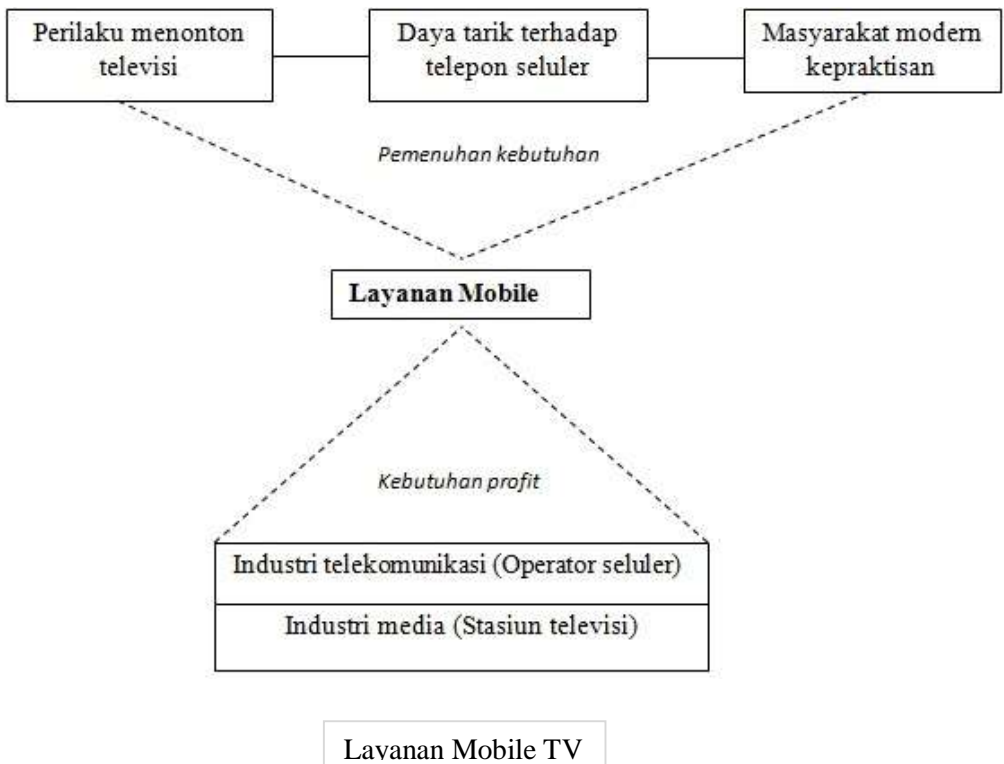 Perilaku menonton
televisi
Daya tarik terhadap
telepon seluler
Masyarakat modern
kepraktisan
Pemenuhan kebutuhan
Layanan Mobile
Kebutuhan profit
Industri telekomunikasi (Operator seluler)
Industri media (Stasiun televisi)
Layanan Mobile TV